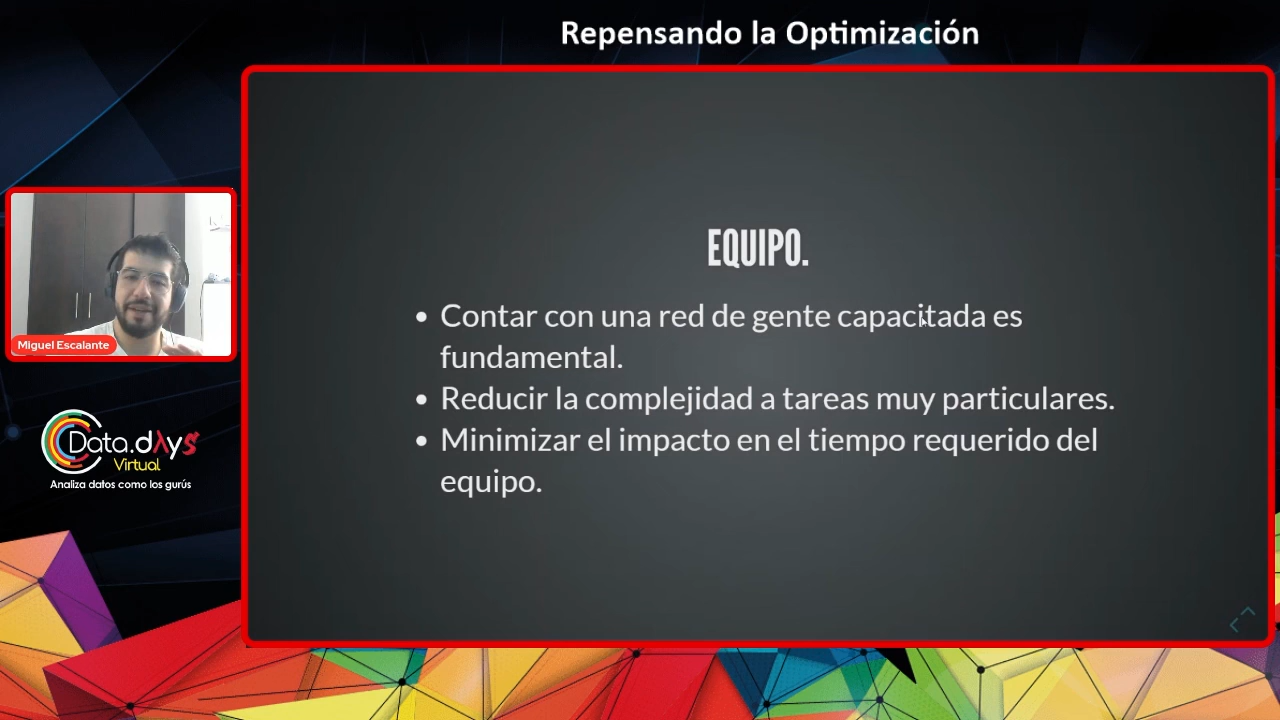 Repensando la Optimización
EQUIPO.
• Contar con una red de gente capacitada es
fundamental.
• Reducir la complejidad a tareas muy particulares.
• Minimizar el impacto en el tiempo requerido del
equipo.
Miguel Escalante
Data.dλys
Virtual
Analiza datos como los gurús